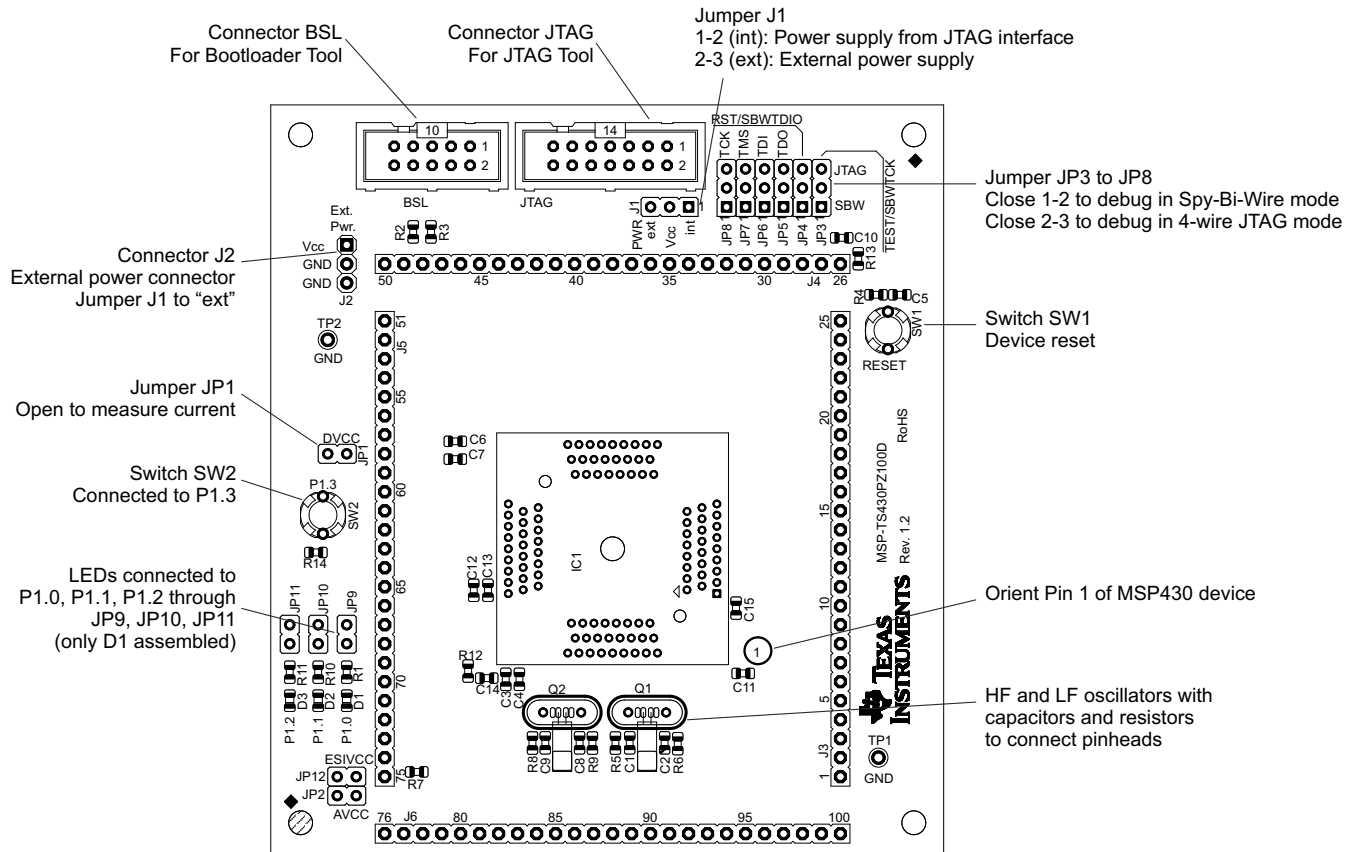 Connector BSL
For Bootloader Tool
Connector JTAG
For JTAG Tool
Jumper J1
1-2 (int): Power supply from JTAG interface
2-3 (ext): External power supply
10
1
2
BSL
14
1
2
JTAG
RST/SBWTDIO
TCK
TMS
TDI
TDO
JTAG
SBW
TEST/SBWTCK
Jumper JP3 to JP8
Close 1-2 to debug in Spy-Bi-Wire mode
Close 2-3 to debug in 4-wire JTAG mode
J1
1
PWR
ext
Vcc
int
JP8 1
JP7 1
JP6 1
JP5 1
JP4 1
JP3 1
C10
R13
R2
R3
Ext.
Pwr.
Vcc
GND
GND
J2
Connector J2
External power connector
Jumper J1 to “ext”
50
45
40
35
30
J4
26
R4
C5
SW1
RESET
Switch SW1
Device reset
TP2
GND
51
J5
55
60
65
70
75
25
20
15
10
5
J3
1
Jumper JP1
Open to measure current
DVCC
JP1
C6
C7
Switch SW2
Connected to P1.3
P1.3
SW2
R14
IC1
C12
C13
C15
MSP-TS430PZ100D
Rev. 1.2
RoHS
TEXAS
INSTRUMENTS
LEDs connected to
P1.0, P1.1, P1.2 through
JP9, JP10, JP11
(only D1 assembled)
JP11
JP10
JP9
R11
R10
R1
D3
D2
D1
P1.2
P1.1
P1.0
Orient Pin 1 of MSP430 device
1
C11
R12
C14
C3
C4
Q2
Q1
R8
C9
C8
R9
R5
C1
C2
R6
HF and LF oscillators with
capacitors and resistors
to connect pinheads
TP1
GND
ESIVCC
JP12
JP2
AVCC
R7
76
J6
80
85
90
95
100